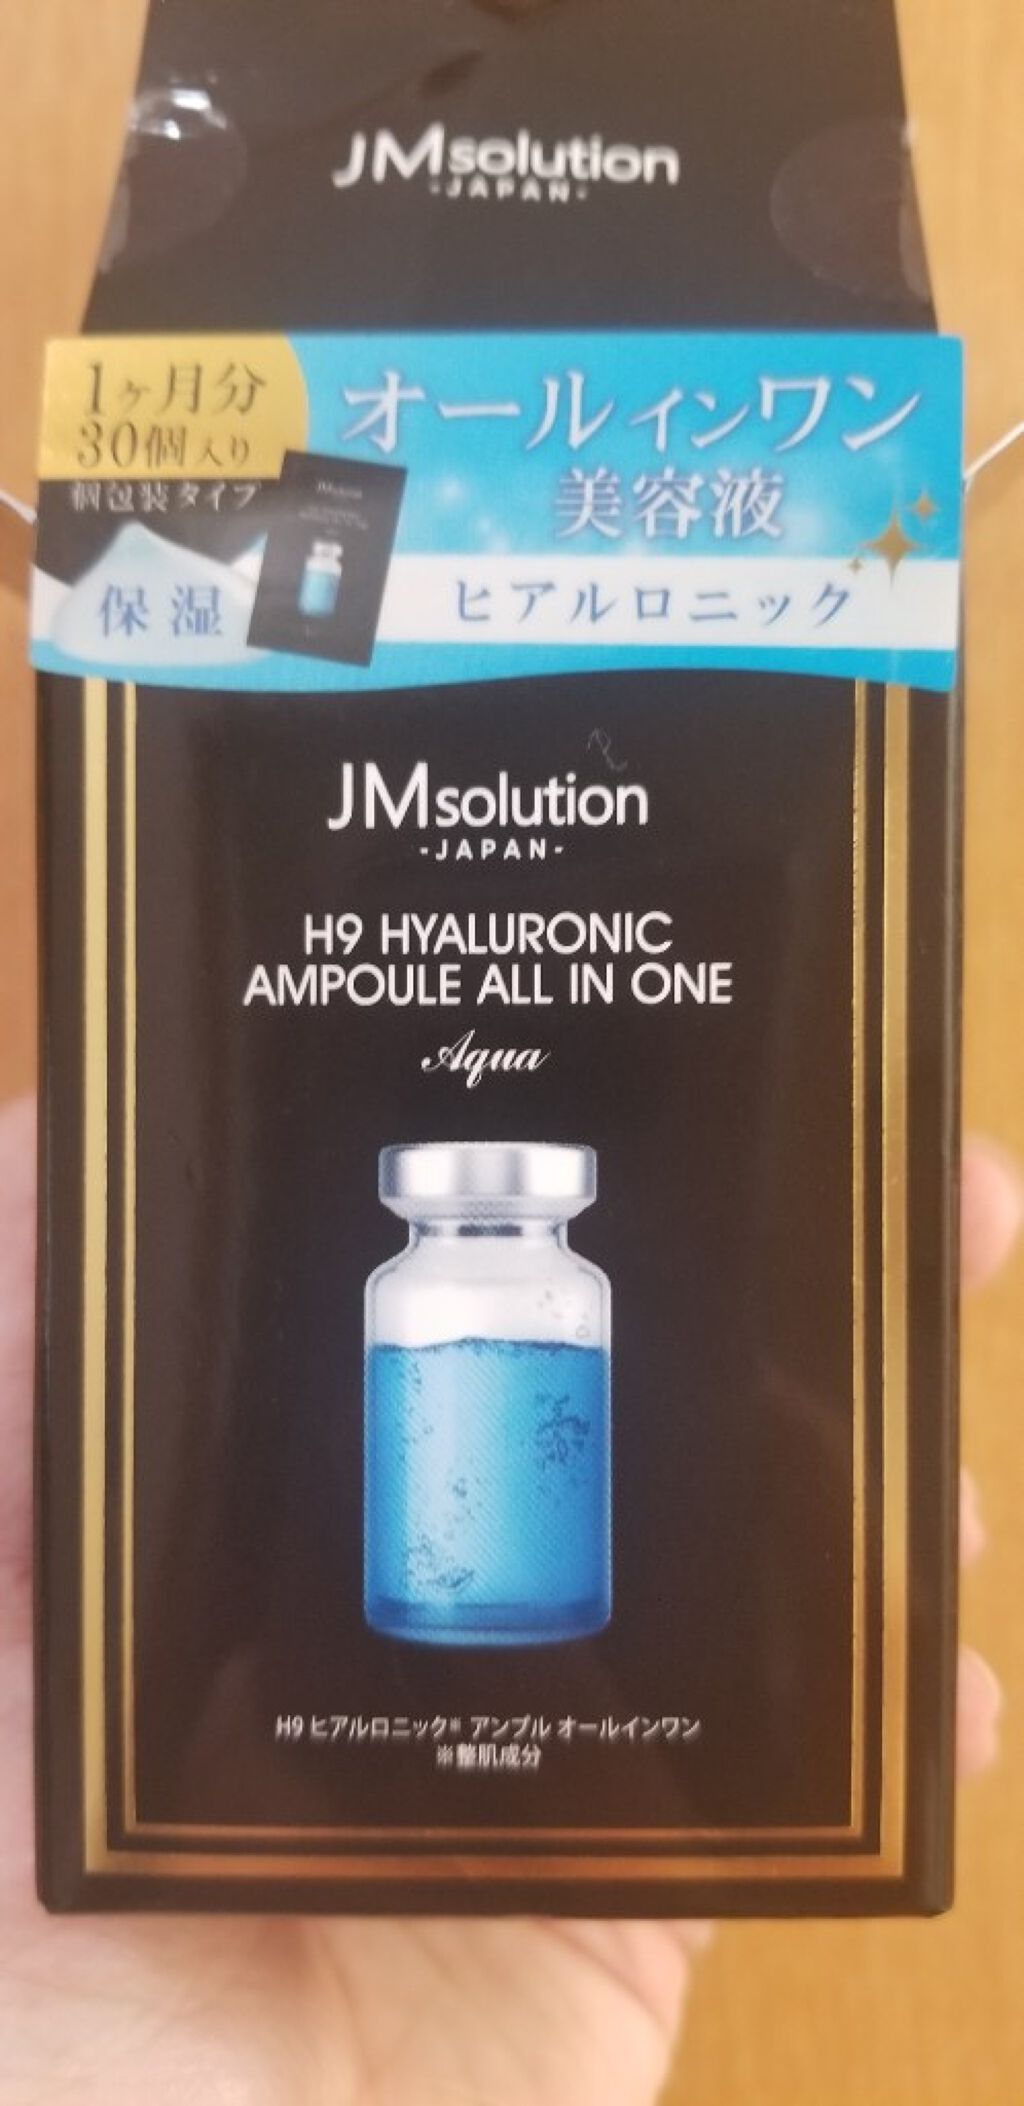 JMsolution
-JAPAN-
1ヶ月分
30個入り
個包装タイプ
オールインワン
美容液
保湿
ヒアルロニック
JMsolution
-JAPAN-
H9 HYALURONIC
AMPOULE ALL IN ONE
Aqua
H9 ヒアルロニック※ アンプル オールインワン
※整肌成分